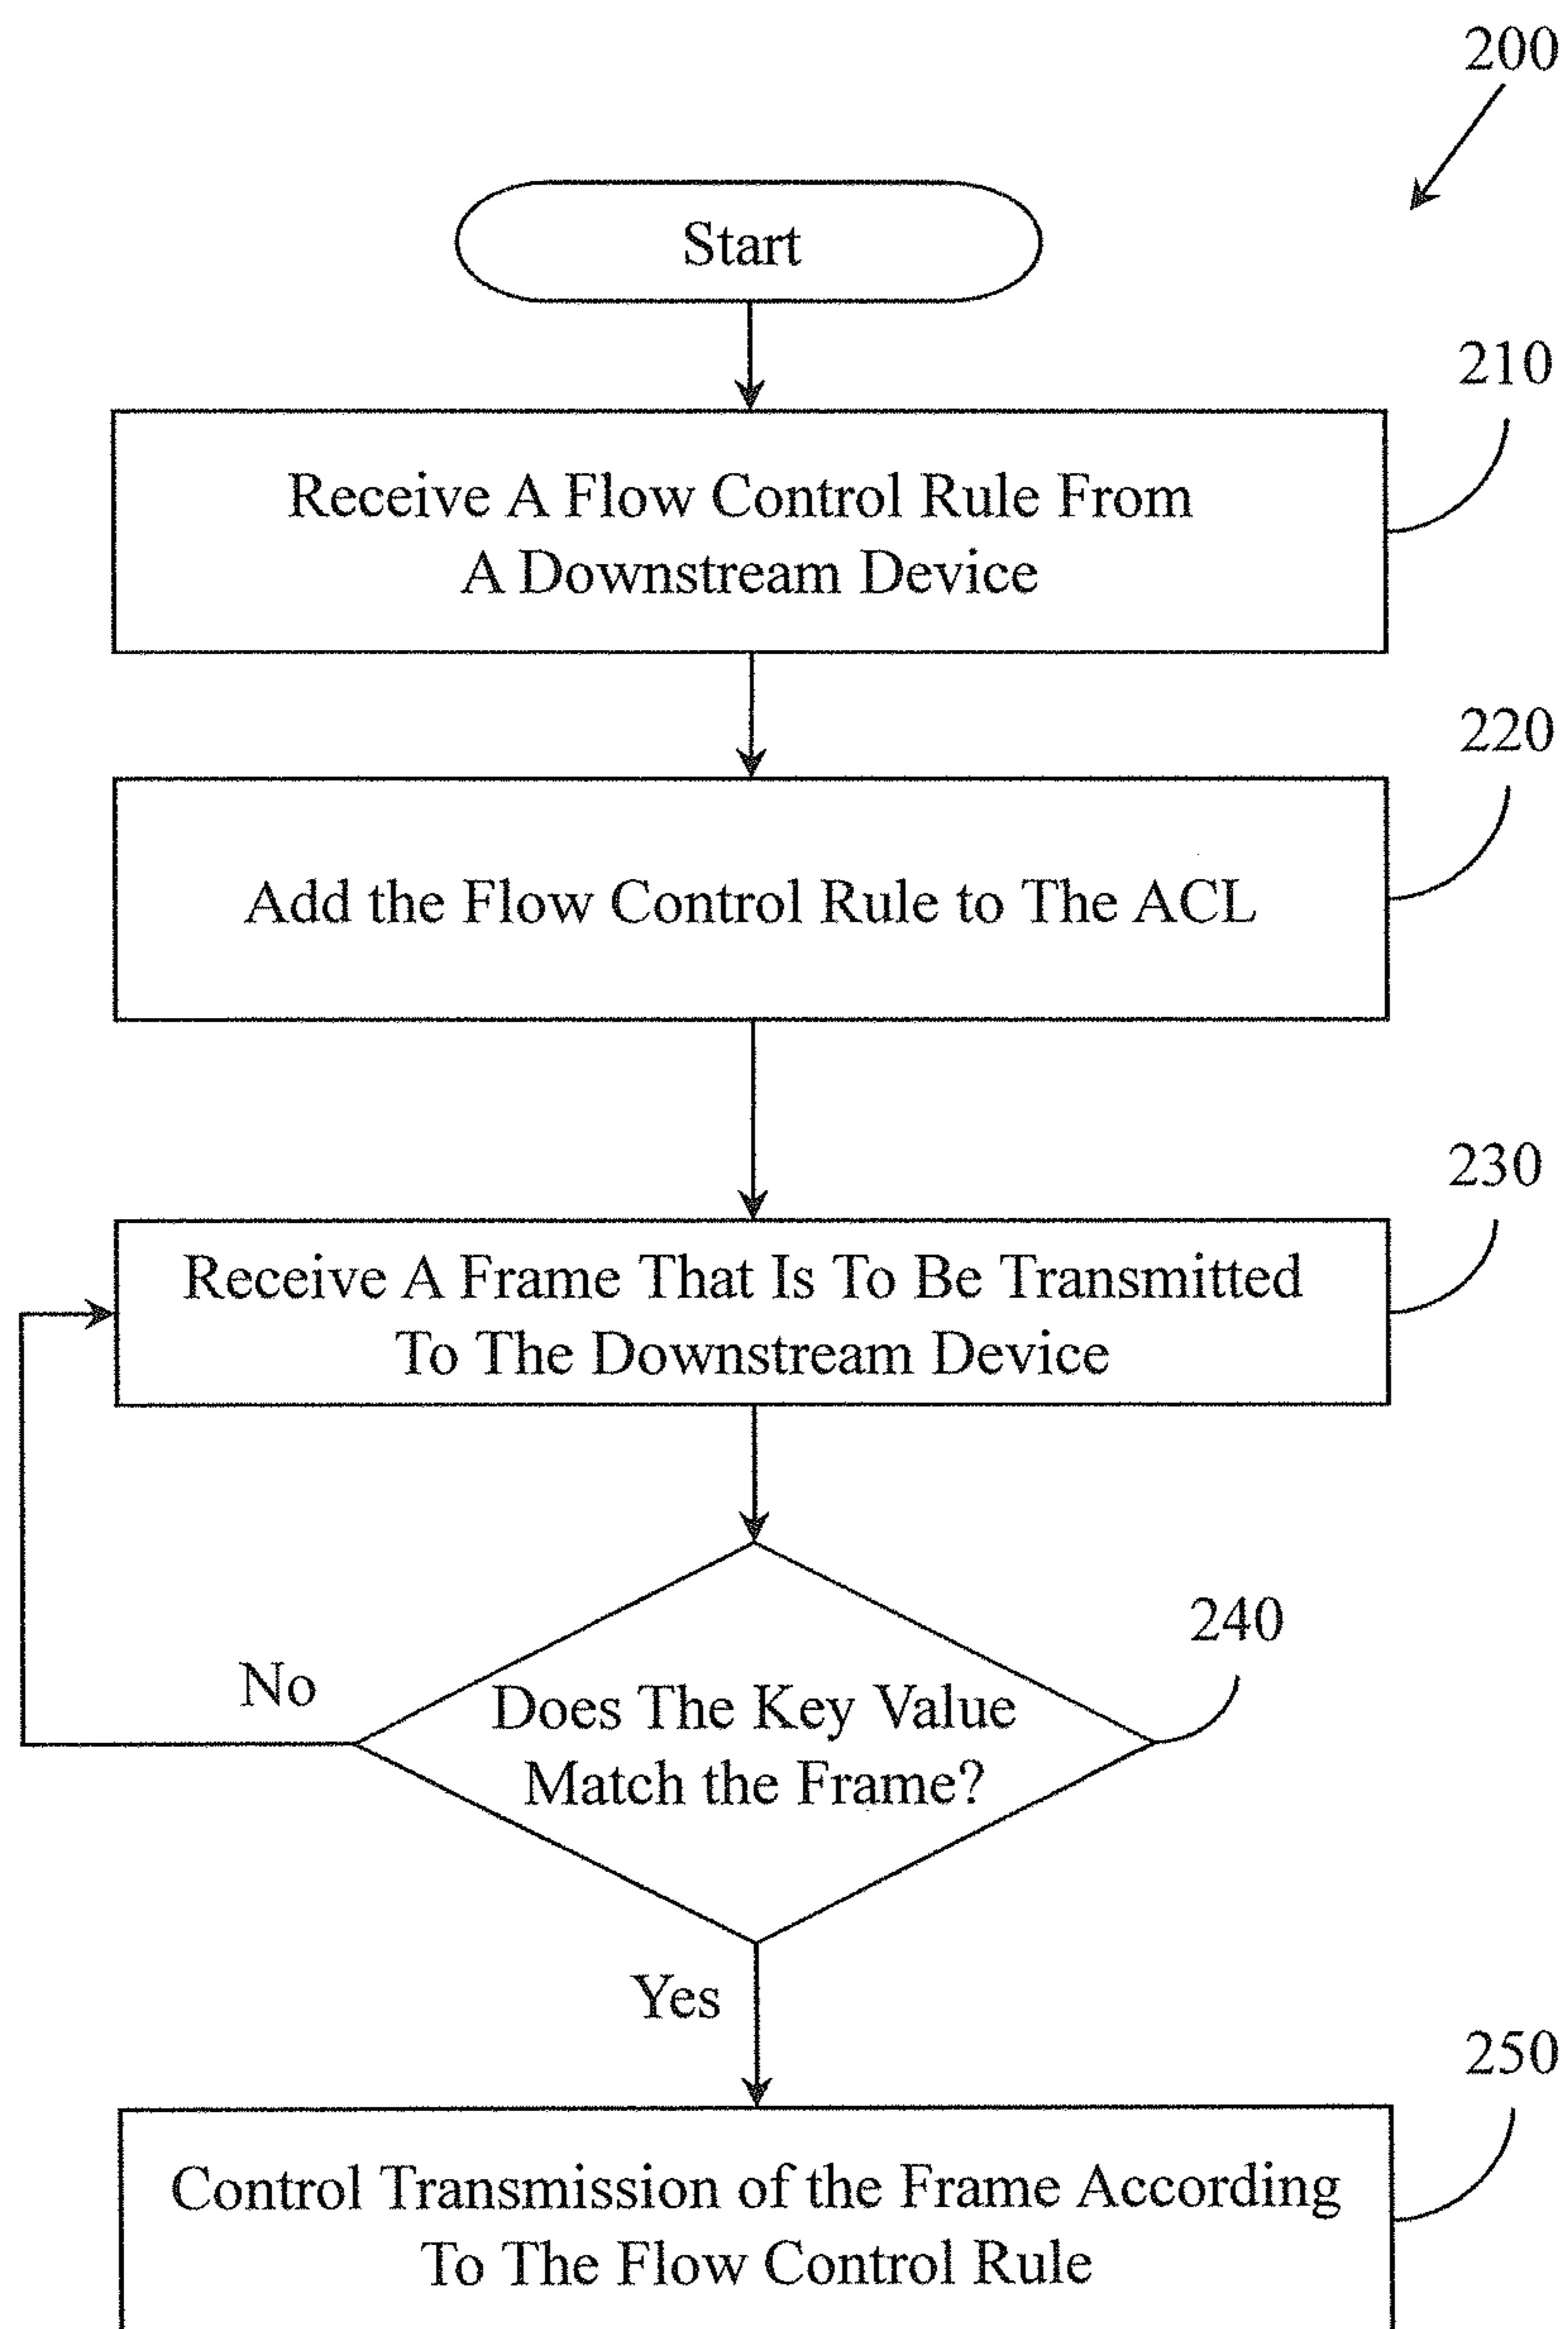 200
Start
210
Receive A Flow Control Rule From
A Downstream Device
220
Add the Flow Control Rule to The ACL
230
Receive A Frame That Is To Be Transmitted
To The Downstream Device
240
No
Does The Key Value
Match the Frame?
Yes
250
Control Transmission of the Frame According
To The Flow Control Rule